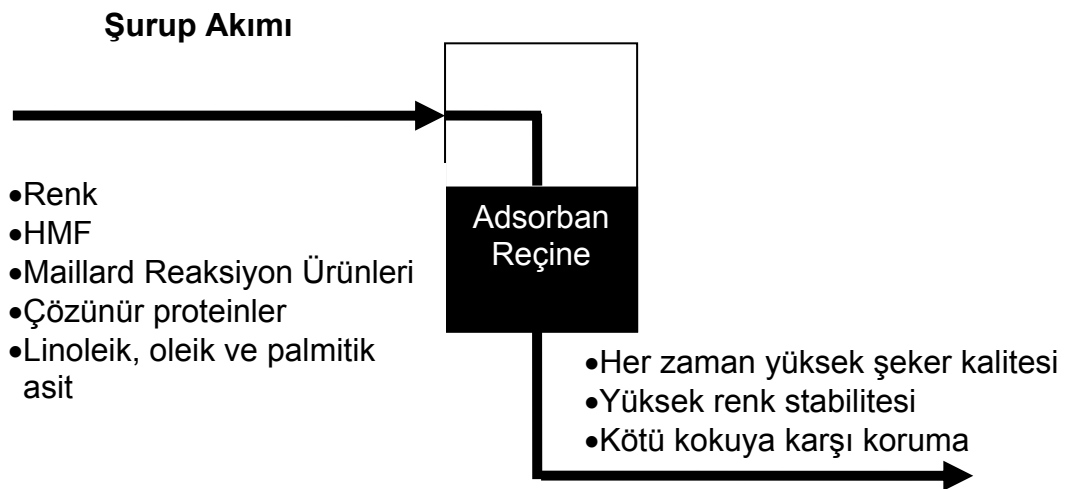 Şurup Akımı
•Renk
•HMF
•Maillard Reaksiyon Ürünleri
•Çözünür proteinler
•Linoleik, oleik ve palmitik
asit
Adsorban
Reçine
•Her zaman yüksek şeker kalitesi
•Yüksek renk stabilitesi
•Kötü kokuya karşı koruma